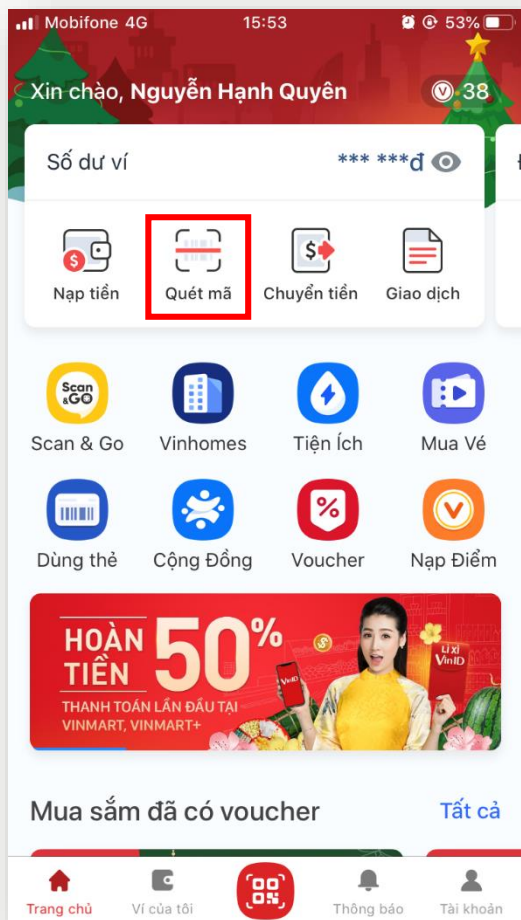 Mobifone 4G 15:53 53%
Xin chào, Nguyễn Hạnh Quyên V 38
Số dư ví *** ***đ
$ $
Nạp tiền Quét mã Chuyển tiền Giao dịch
Scan
&GO
Scan & Go Vinhomes Tiện Ích Mua Vé
% V
Dùng thẻ Cộng Đồng Voucher Nạp Điểm
HOÀN
TIỀN 50%
THANH TOÁN LẦN ĐẦU TẠI
VINMART, VINMART+
VinID
LÌ XÌ
VinID
Mua sắm đã có voucher Tất cả
Trang chủ Ví của tôi Thông báo Tài khoản